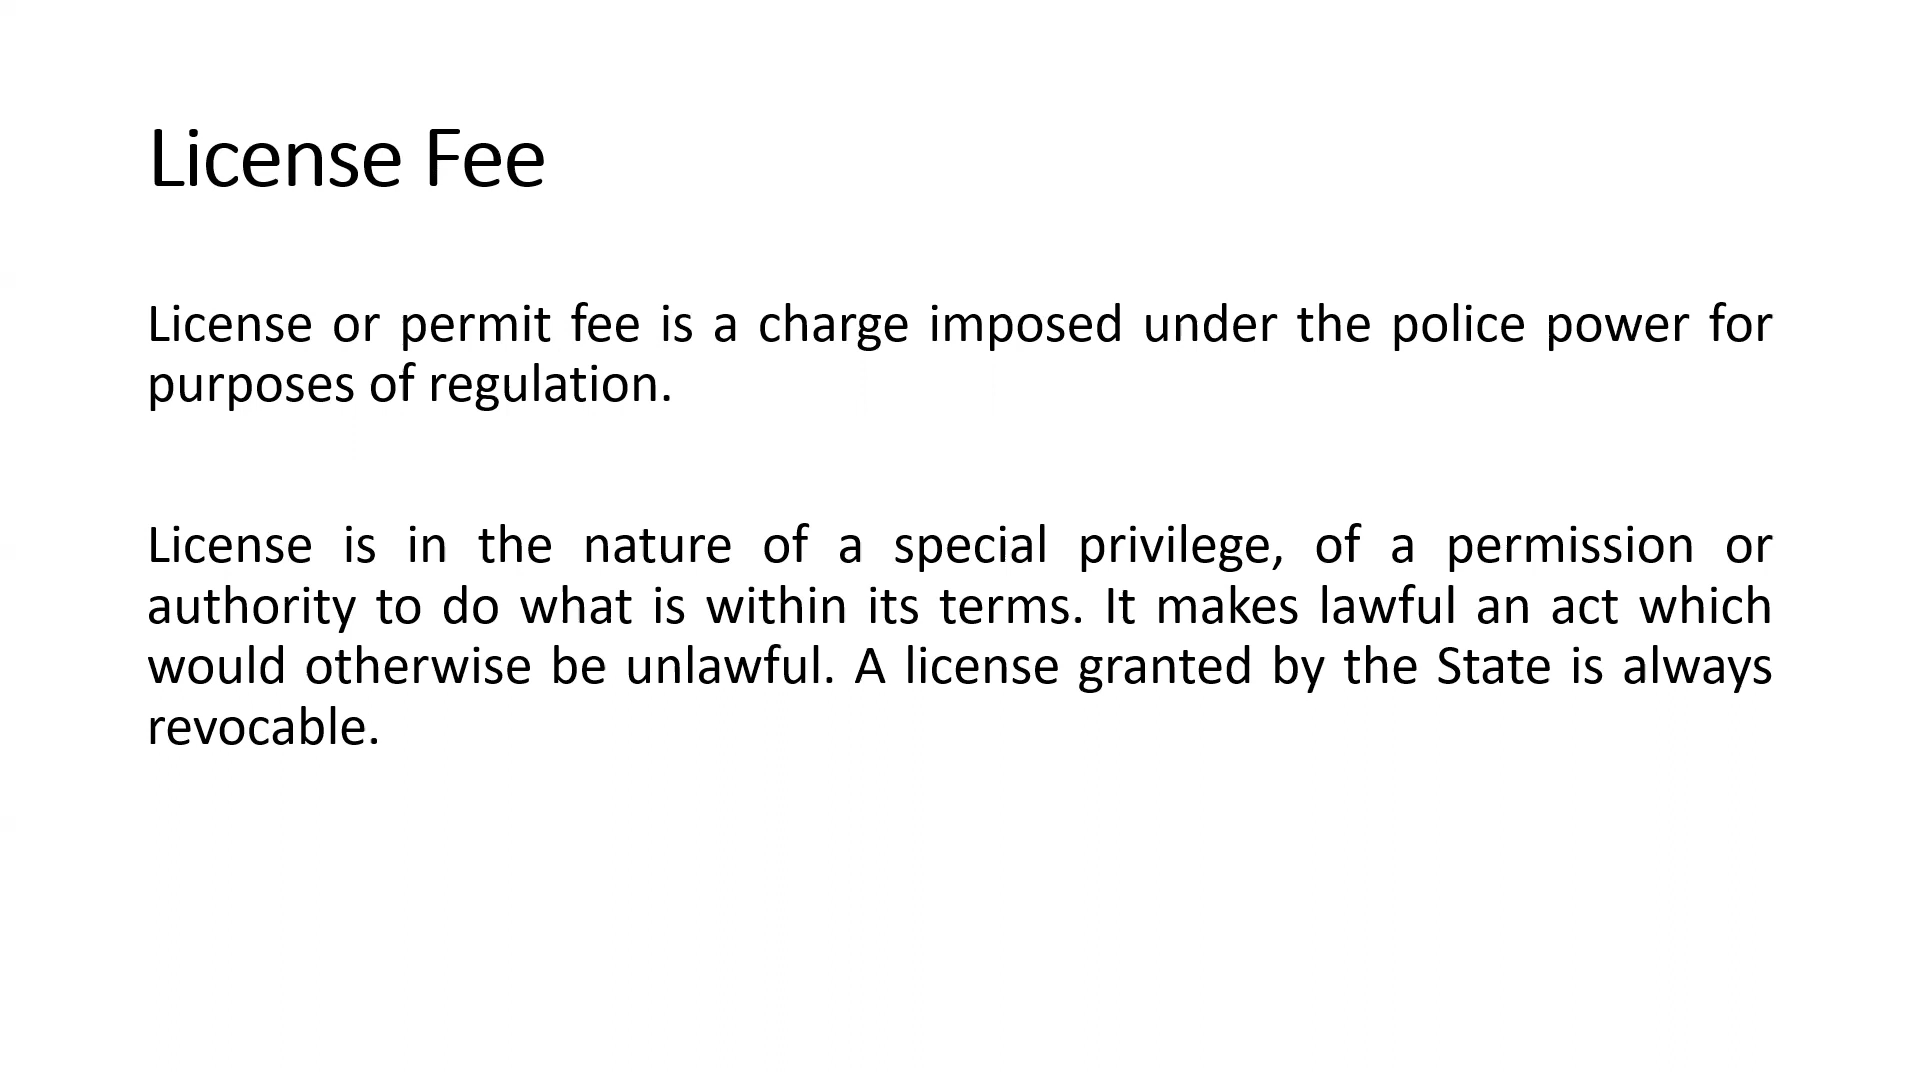 License Fee
License or permit fee is a charge imposed under the police power for
purposes of regulation.
License is in the nature of a special privilege, of a permission or
authority to do what is within its terms. It makes lawful an act which
would otherwise be unlawful. A license granted by the State is always
revocable.